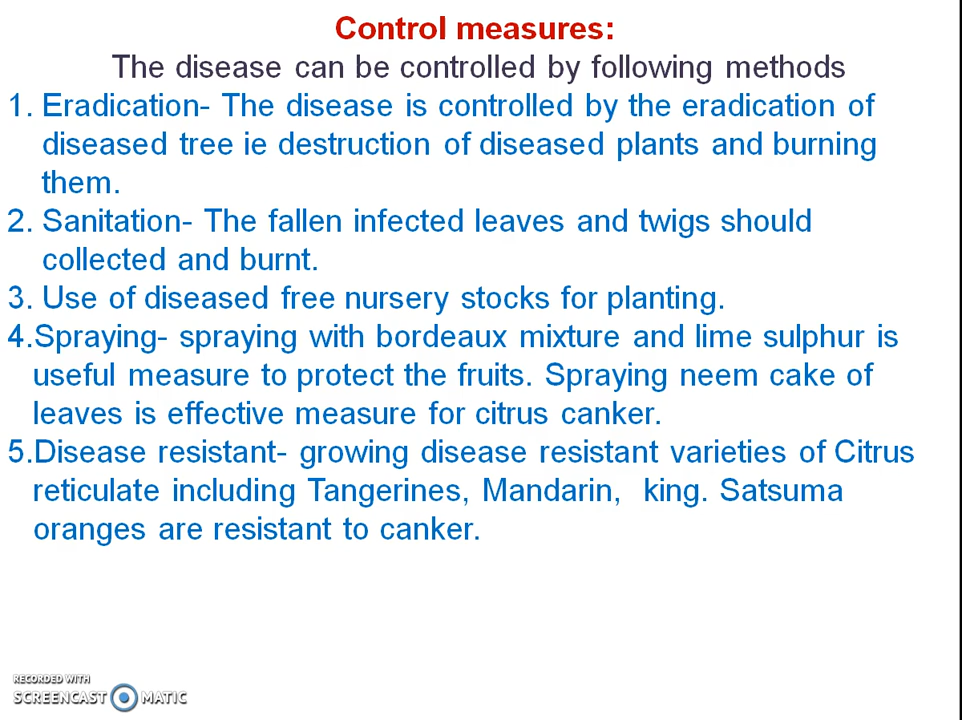 Control measures:
The disease can be controlled by following methods
1. Eradication- The disease is controlled by the eradication of
diseased tree ie destruction of diseased plants and burning
them.
2. Sanitation- The fallen infected leaves and twigs should
collected and burnt.
3. Use of diseased free nursery stocks for planting.
4.Spraying- spraying with bordeaux mixture and lime sulphur is
useful measure to protect the fruits. Spraying neem cake of
leaves is effective measure for citrus canker.
5.Disease resistant- growing disease resistant varieties of Citrus
reticulate including Tangerines, Mandarin,  king. Satsuma
oranges are resistant to canker.
RECORDED WITH
SCREENCAST MATIC